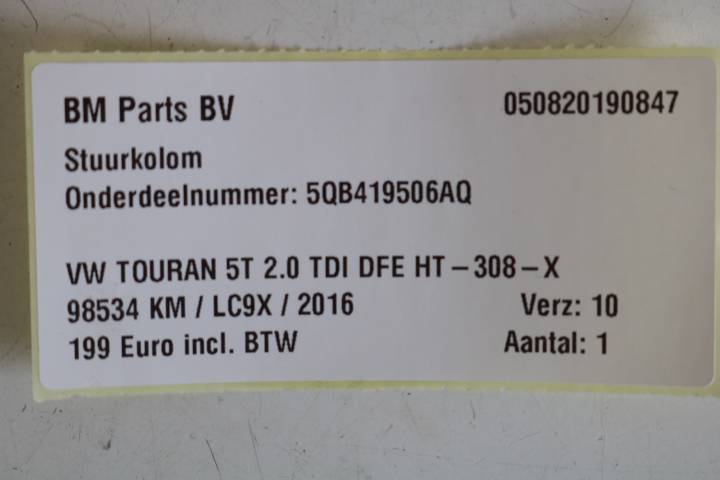 BM Parts BV 050820190847
Stuurkolom
Onderdeelnummer: 5QB419506AQ
VW TOURAN 5T 2.0 TDI DFE HT-308-X
98534 KM / LC9X / 2016 Verz: 10
199 Euro incl. BTW Aantal: 1